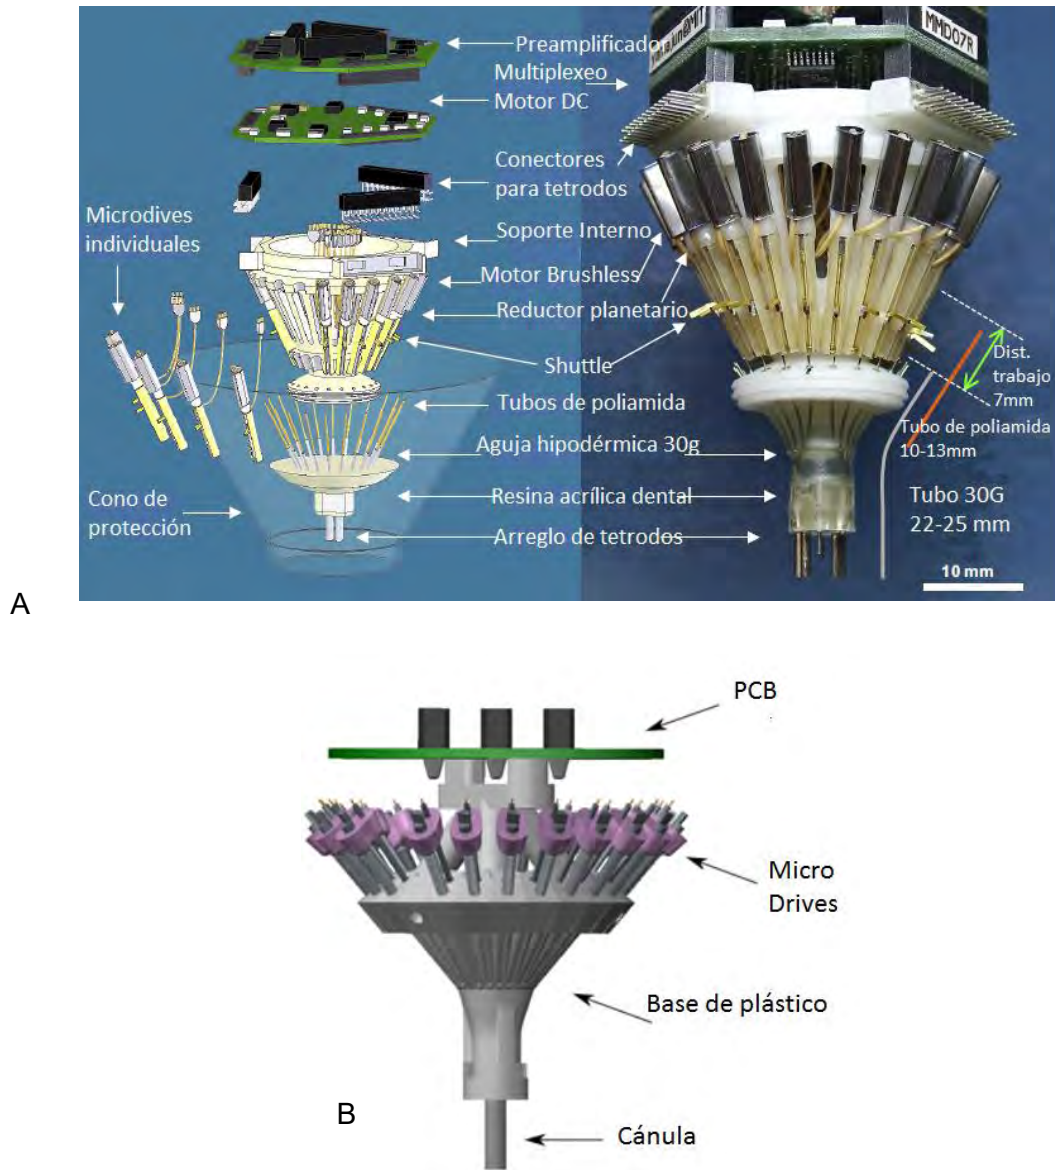 Preamplificado
Multiplexeo
Motor DC
Conectores
para tetrodos
Microdives
individuales
Soporte Interno
Motor Brushless
Reductor planetario
Shuttle
Tubos de poliamida
Aguja hipodérmica 30g
Cono de
protección
Resina acrílica dental
Arreglo de tetrodos
MMD07R
Dist.
trabajo
7mm
Tubo de poliamida
10-13mm
Tubo 30G
22-25 mm
10 mm
A
PCB
Micro
Drives
Base de plástico
B
Cánula